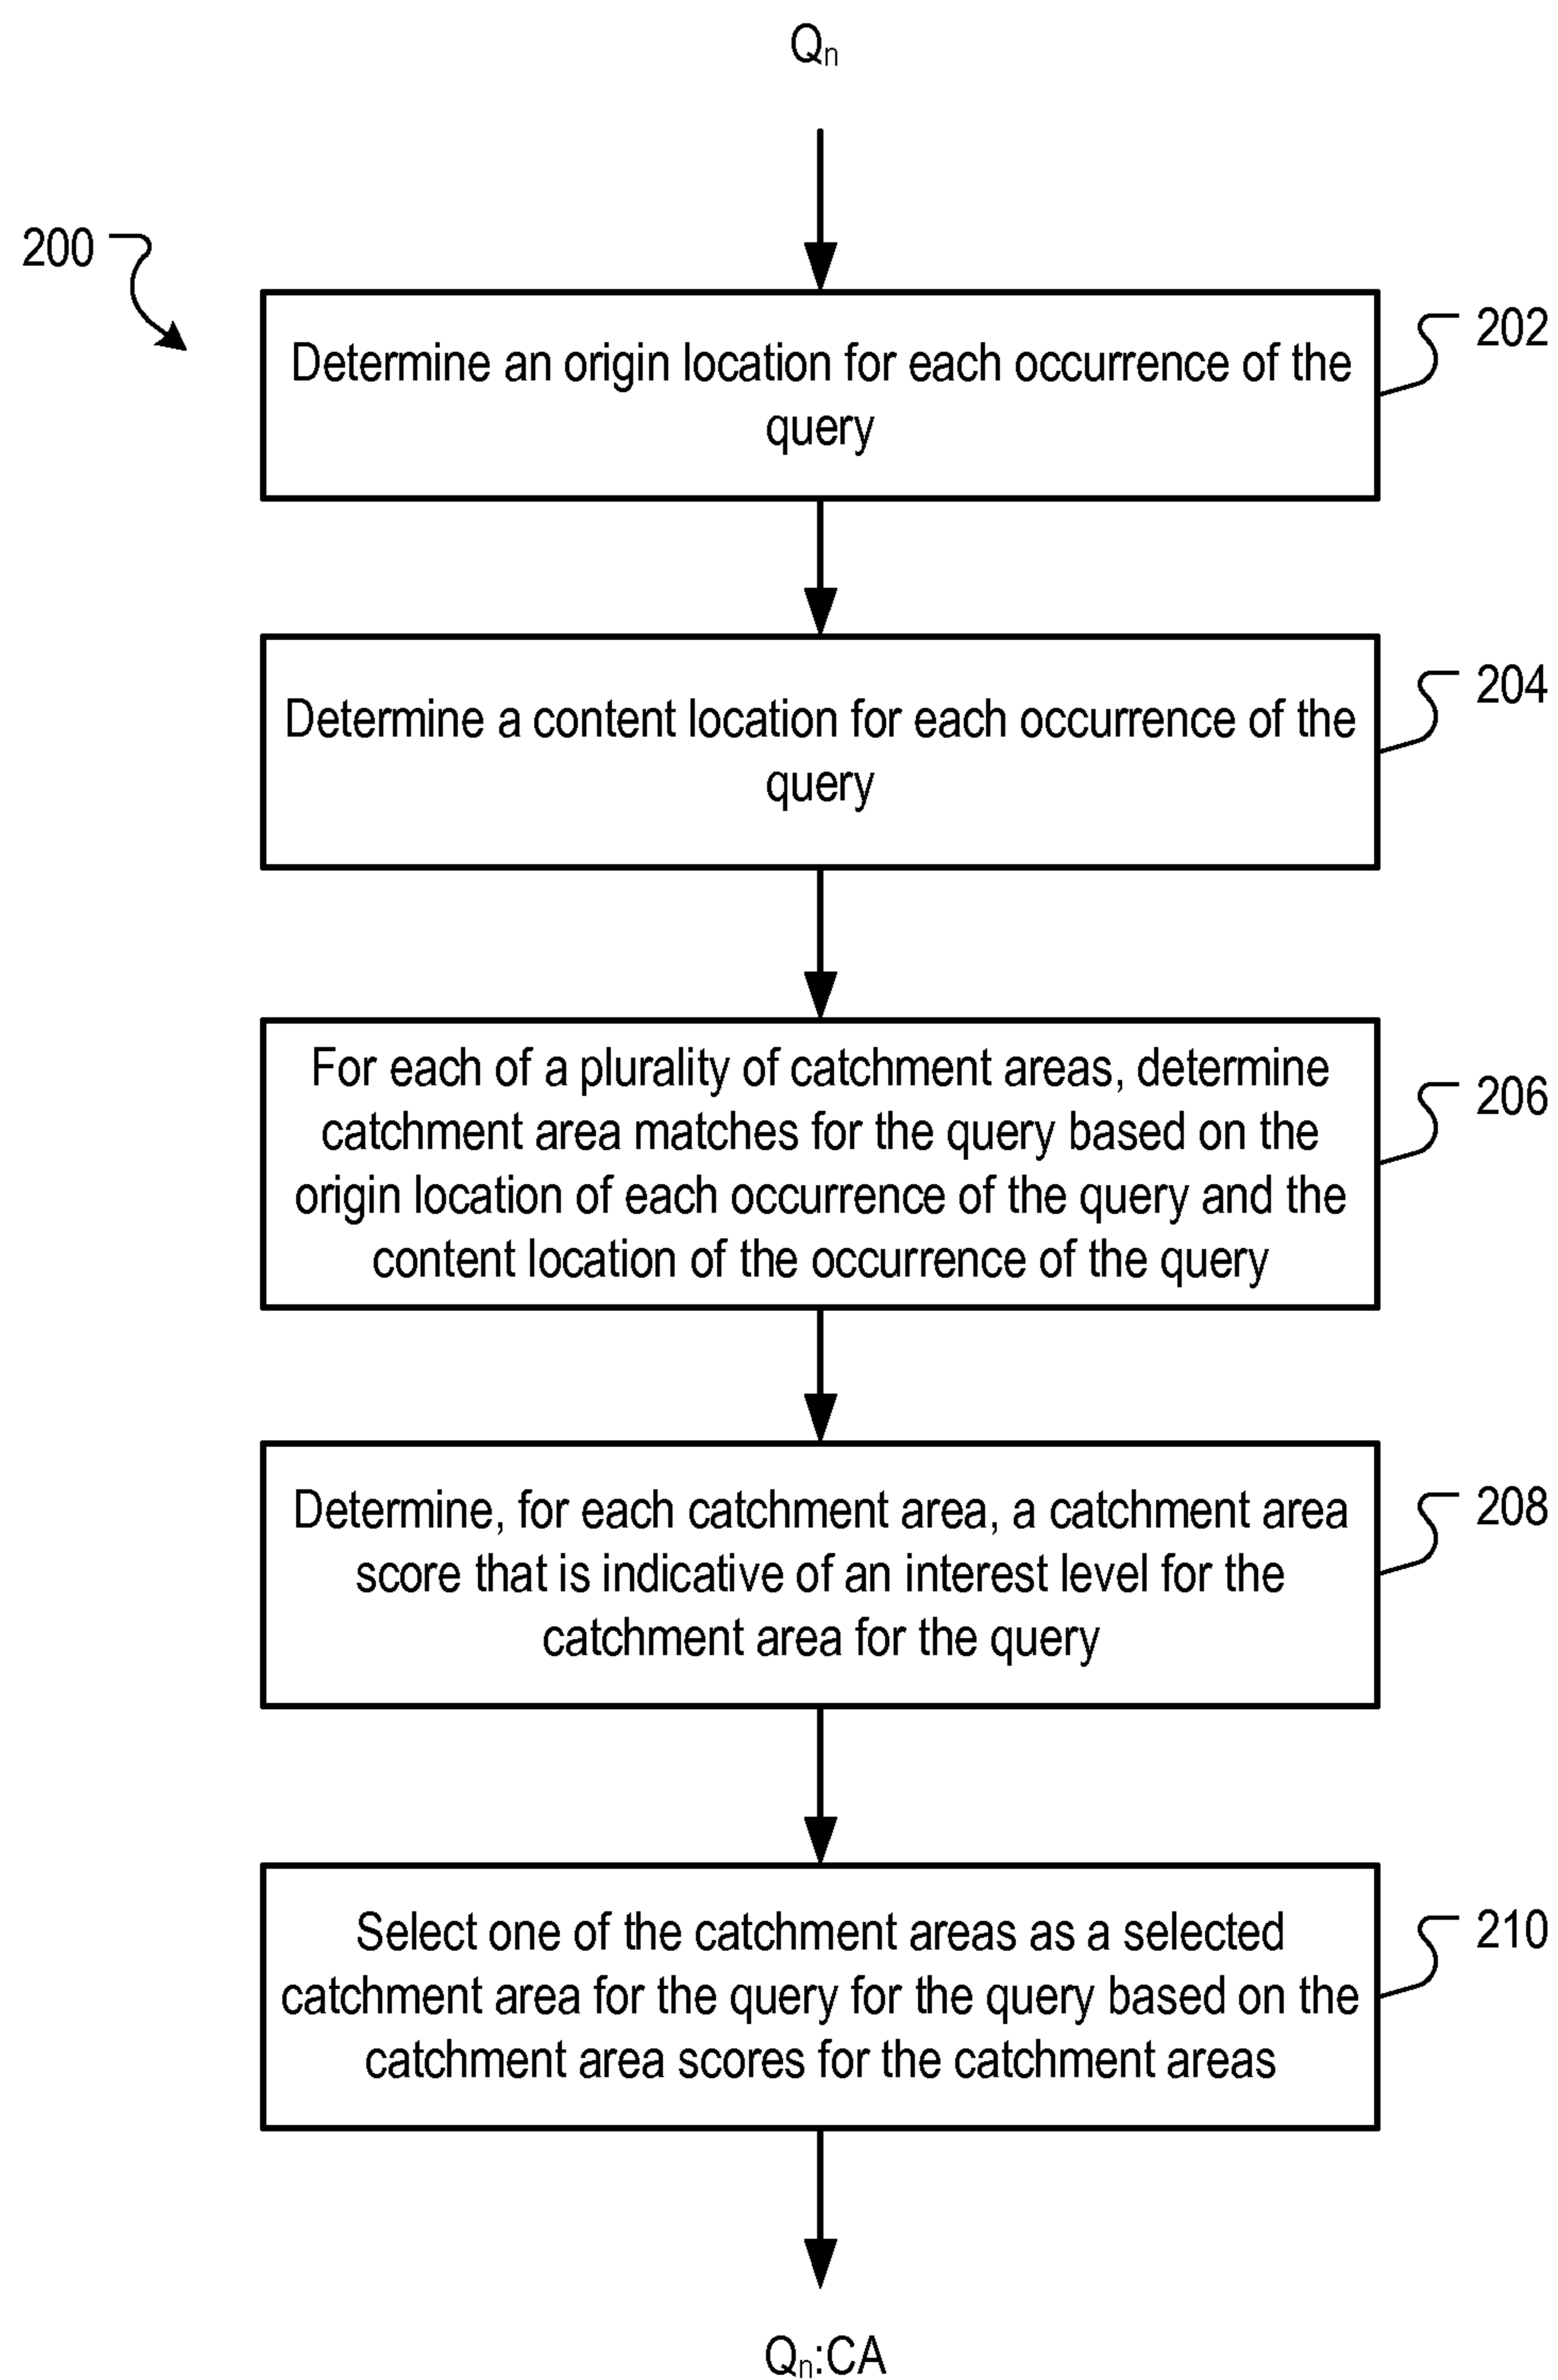 Qn
200
Determine an origin location for each occurrence of the
query
202
Determine a content location for each occurrence of the
query
204
For each of a plurality of catchment areas, determine
catchment area matches for the query based on the
origin location of each occurrence of the query and the
content location of the occurrence of the query
206
Determine, for each catchment area, a catchment area
score that is indicative of an interest level for the
catchment area for the query
208
Select one of the catchment areas as a selected
catchment area for the query for the query based on the
catchment area scores for the catchment areas
210
Qn:CA